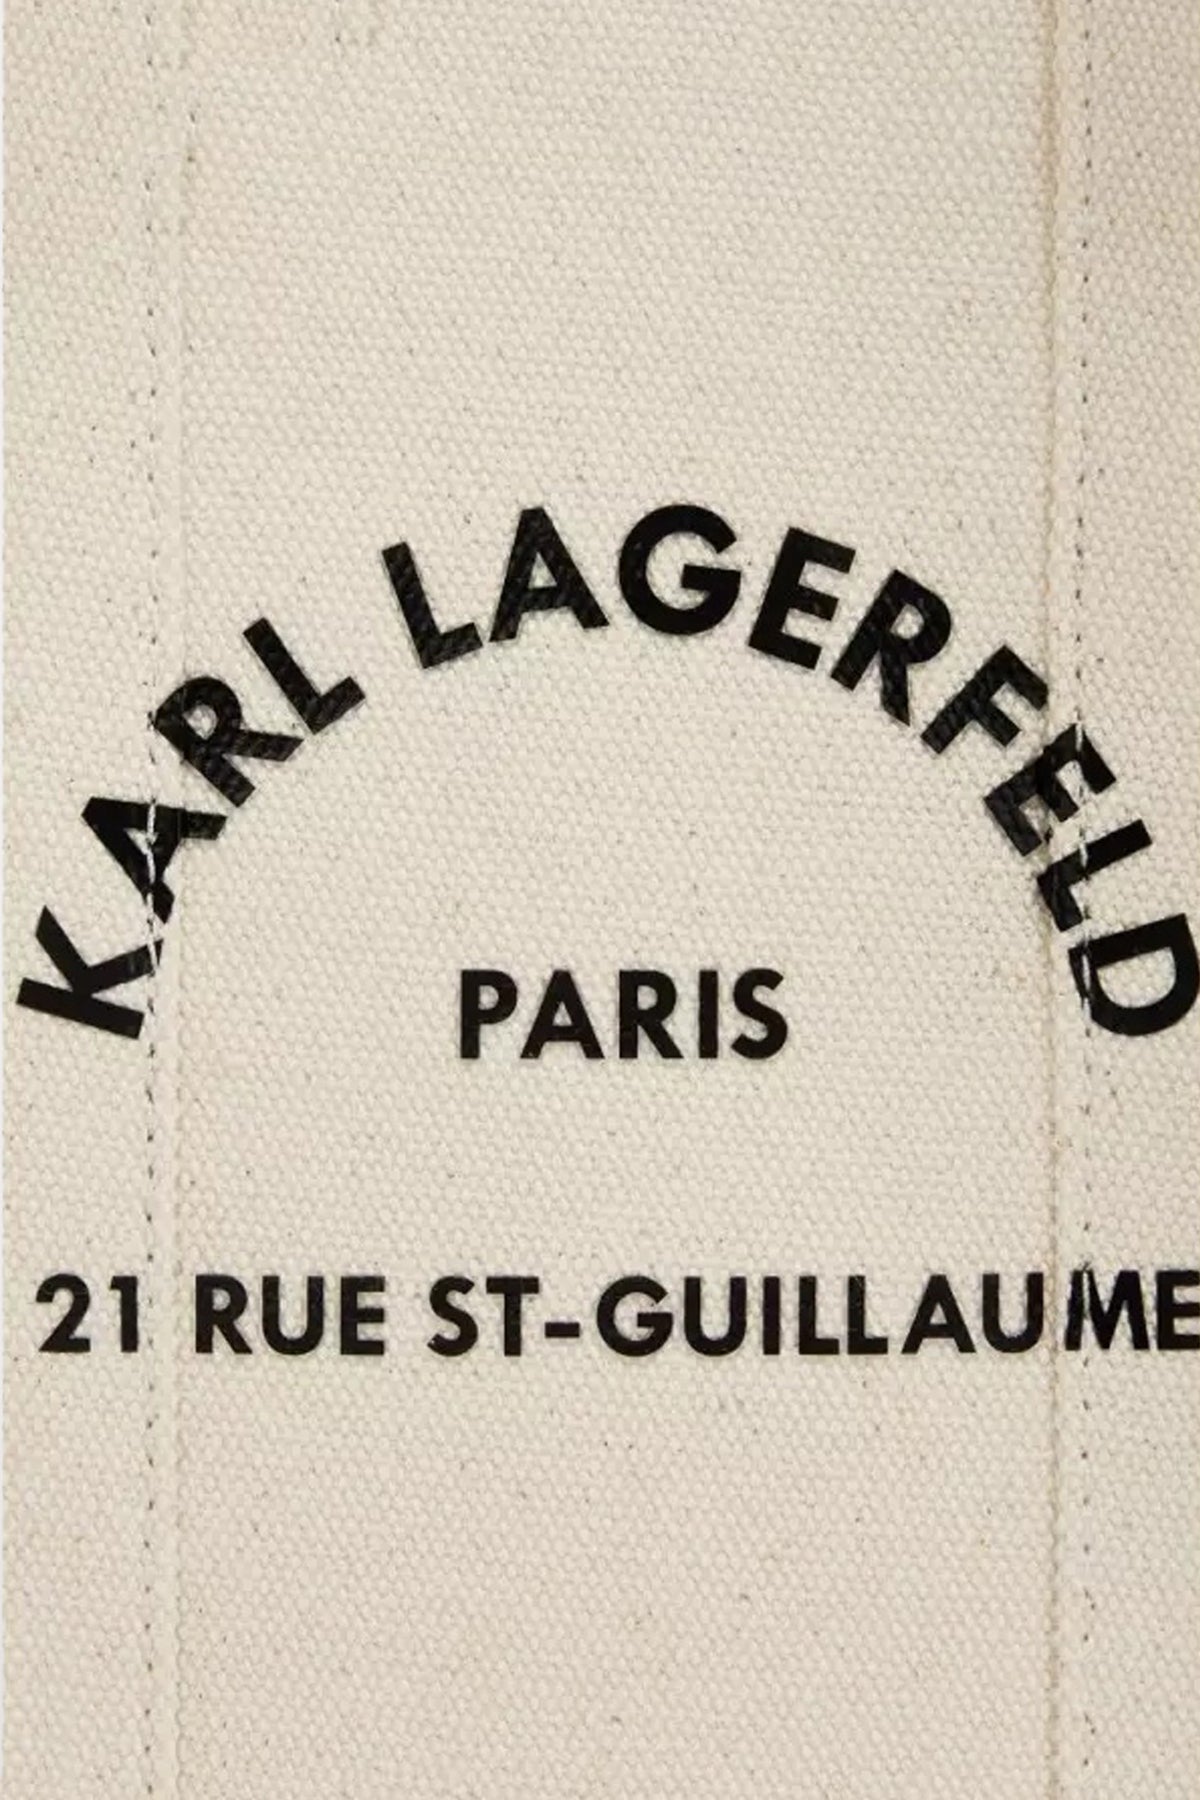 KARL LAGERFELD
PARIS
21 RUE ST-GUILLAUME